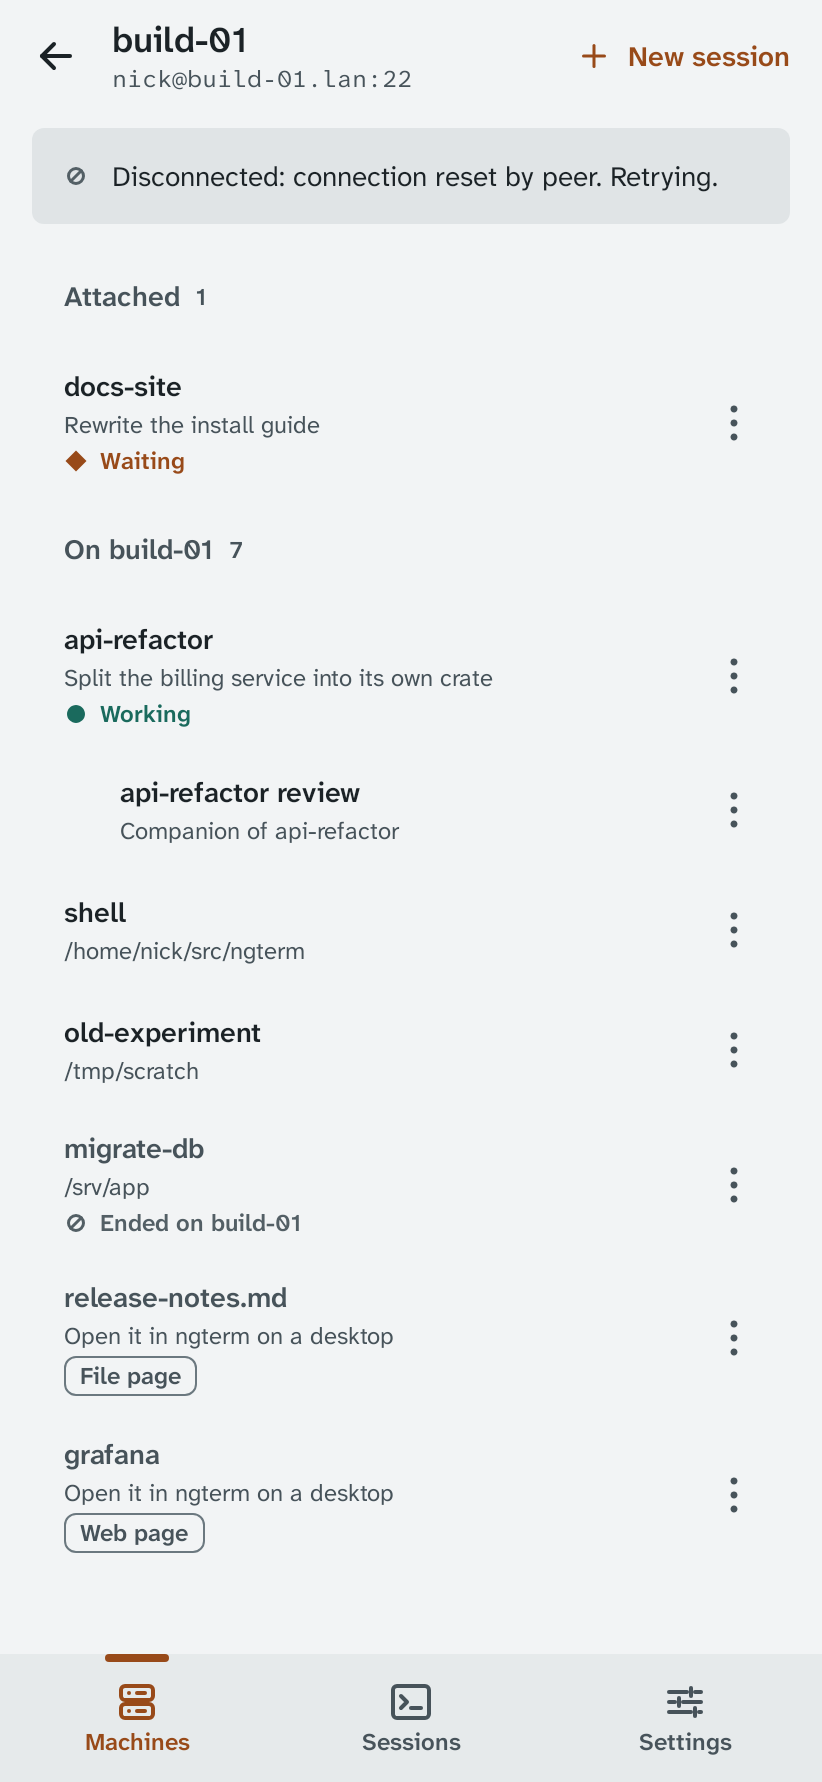 build-01
nick@build-01.lan:22
New session
Disconnected: connection reset by peer. Retrying.
Attached 1
docs-site
Rewrite the install guide
Waiting
On build-01 7
api-refactor
Split the billing service into its own crate
Working
api-refactor review
Companion of api-refactor
shell
/home/nick/src/ngterm
old-experiment
/tmp/scratch
migrate-db
/srv/app
Ended on build-01
release-notes.md
Open it in ngterm on a desktop
File page
grafana
Open it in ngterm on a desktop
Web page
Machines
Sessions
Settings